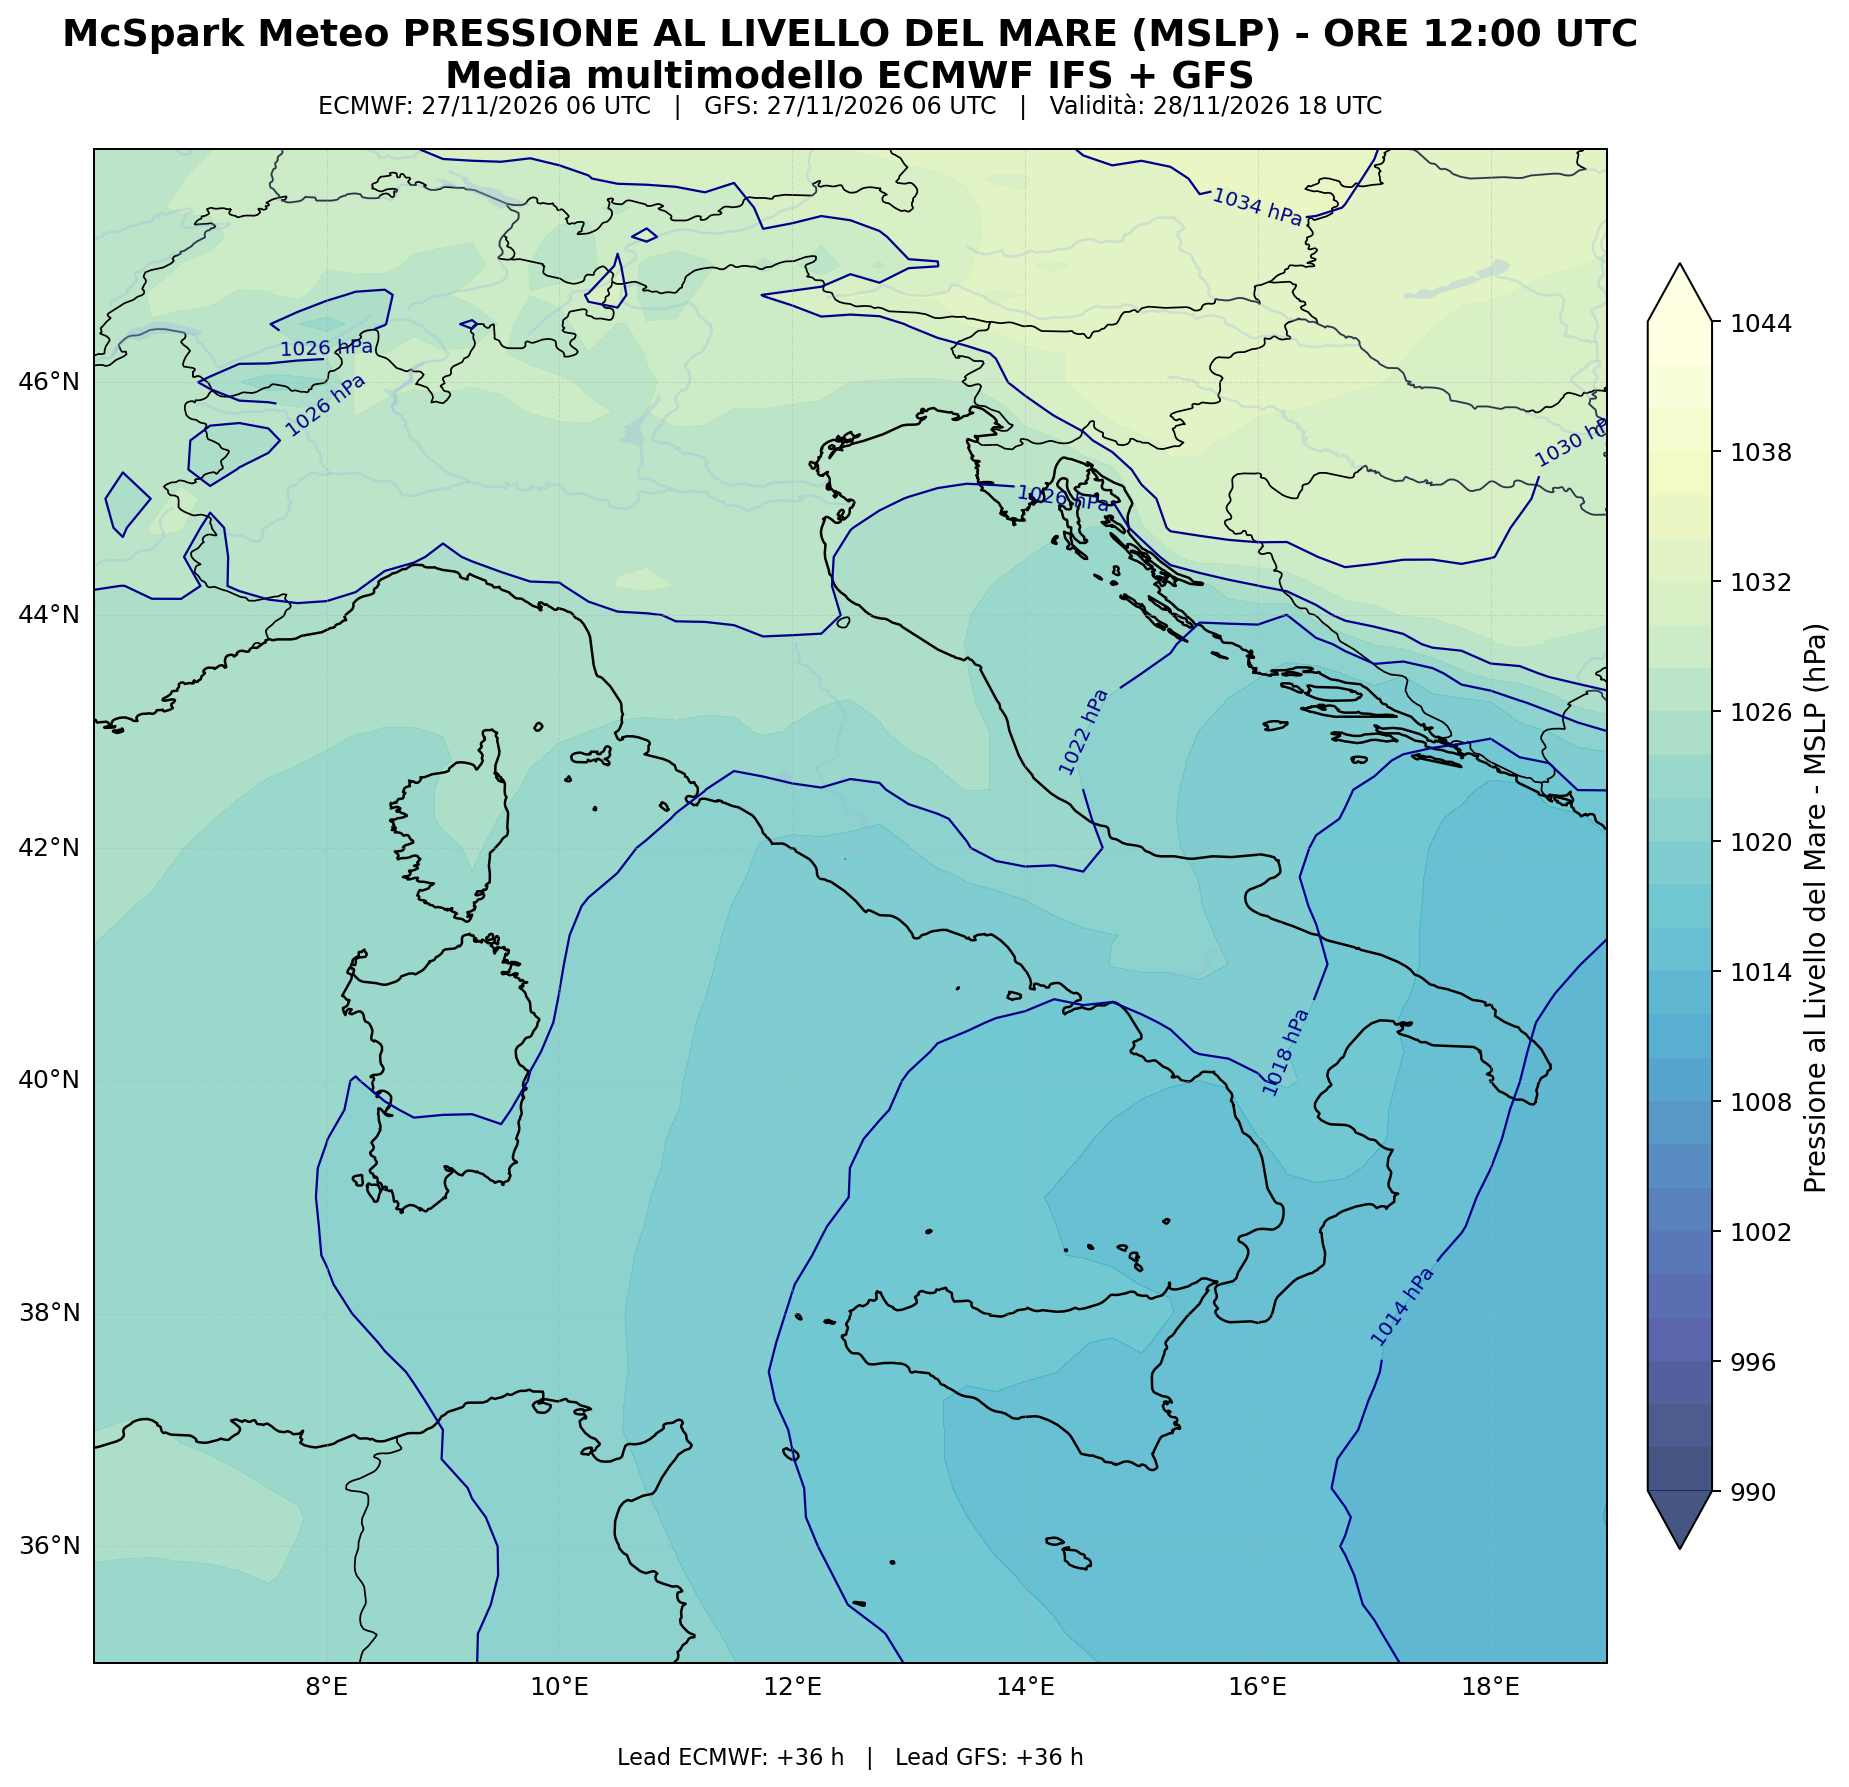 McSpark Meteo PRESSIONE AL LIVELLO DEL MARE (MSLP) - ORE 12:00 UTC
Media multimodello ECMWF IFS + GFS
ECMWF: 27/11/2026 06 UTC | GFS: 27/11/2026 06 UTC | Validità: 28/11/2026 18 UTC
1034 hPa
1026 hPa
1026 hPa
1030 hP
1026 hPa
1022 hPa
1018 hPa
1014 hPa
46°N
44°N
42°N
40°N
38°N
36°N
8°E
10°E
12°E
14°E
16°E
18°E
1044
1038
1032
1026
1020
1014
1008
1002
996
990
Pressione al Livello del Mare - MSLP (hPa)
Lead ECMWF: +36 h | Lead GFS: +36 h